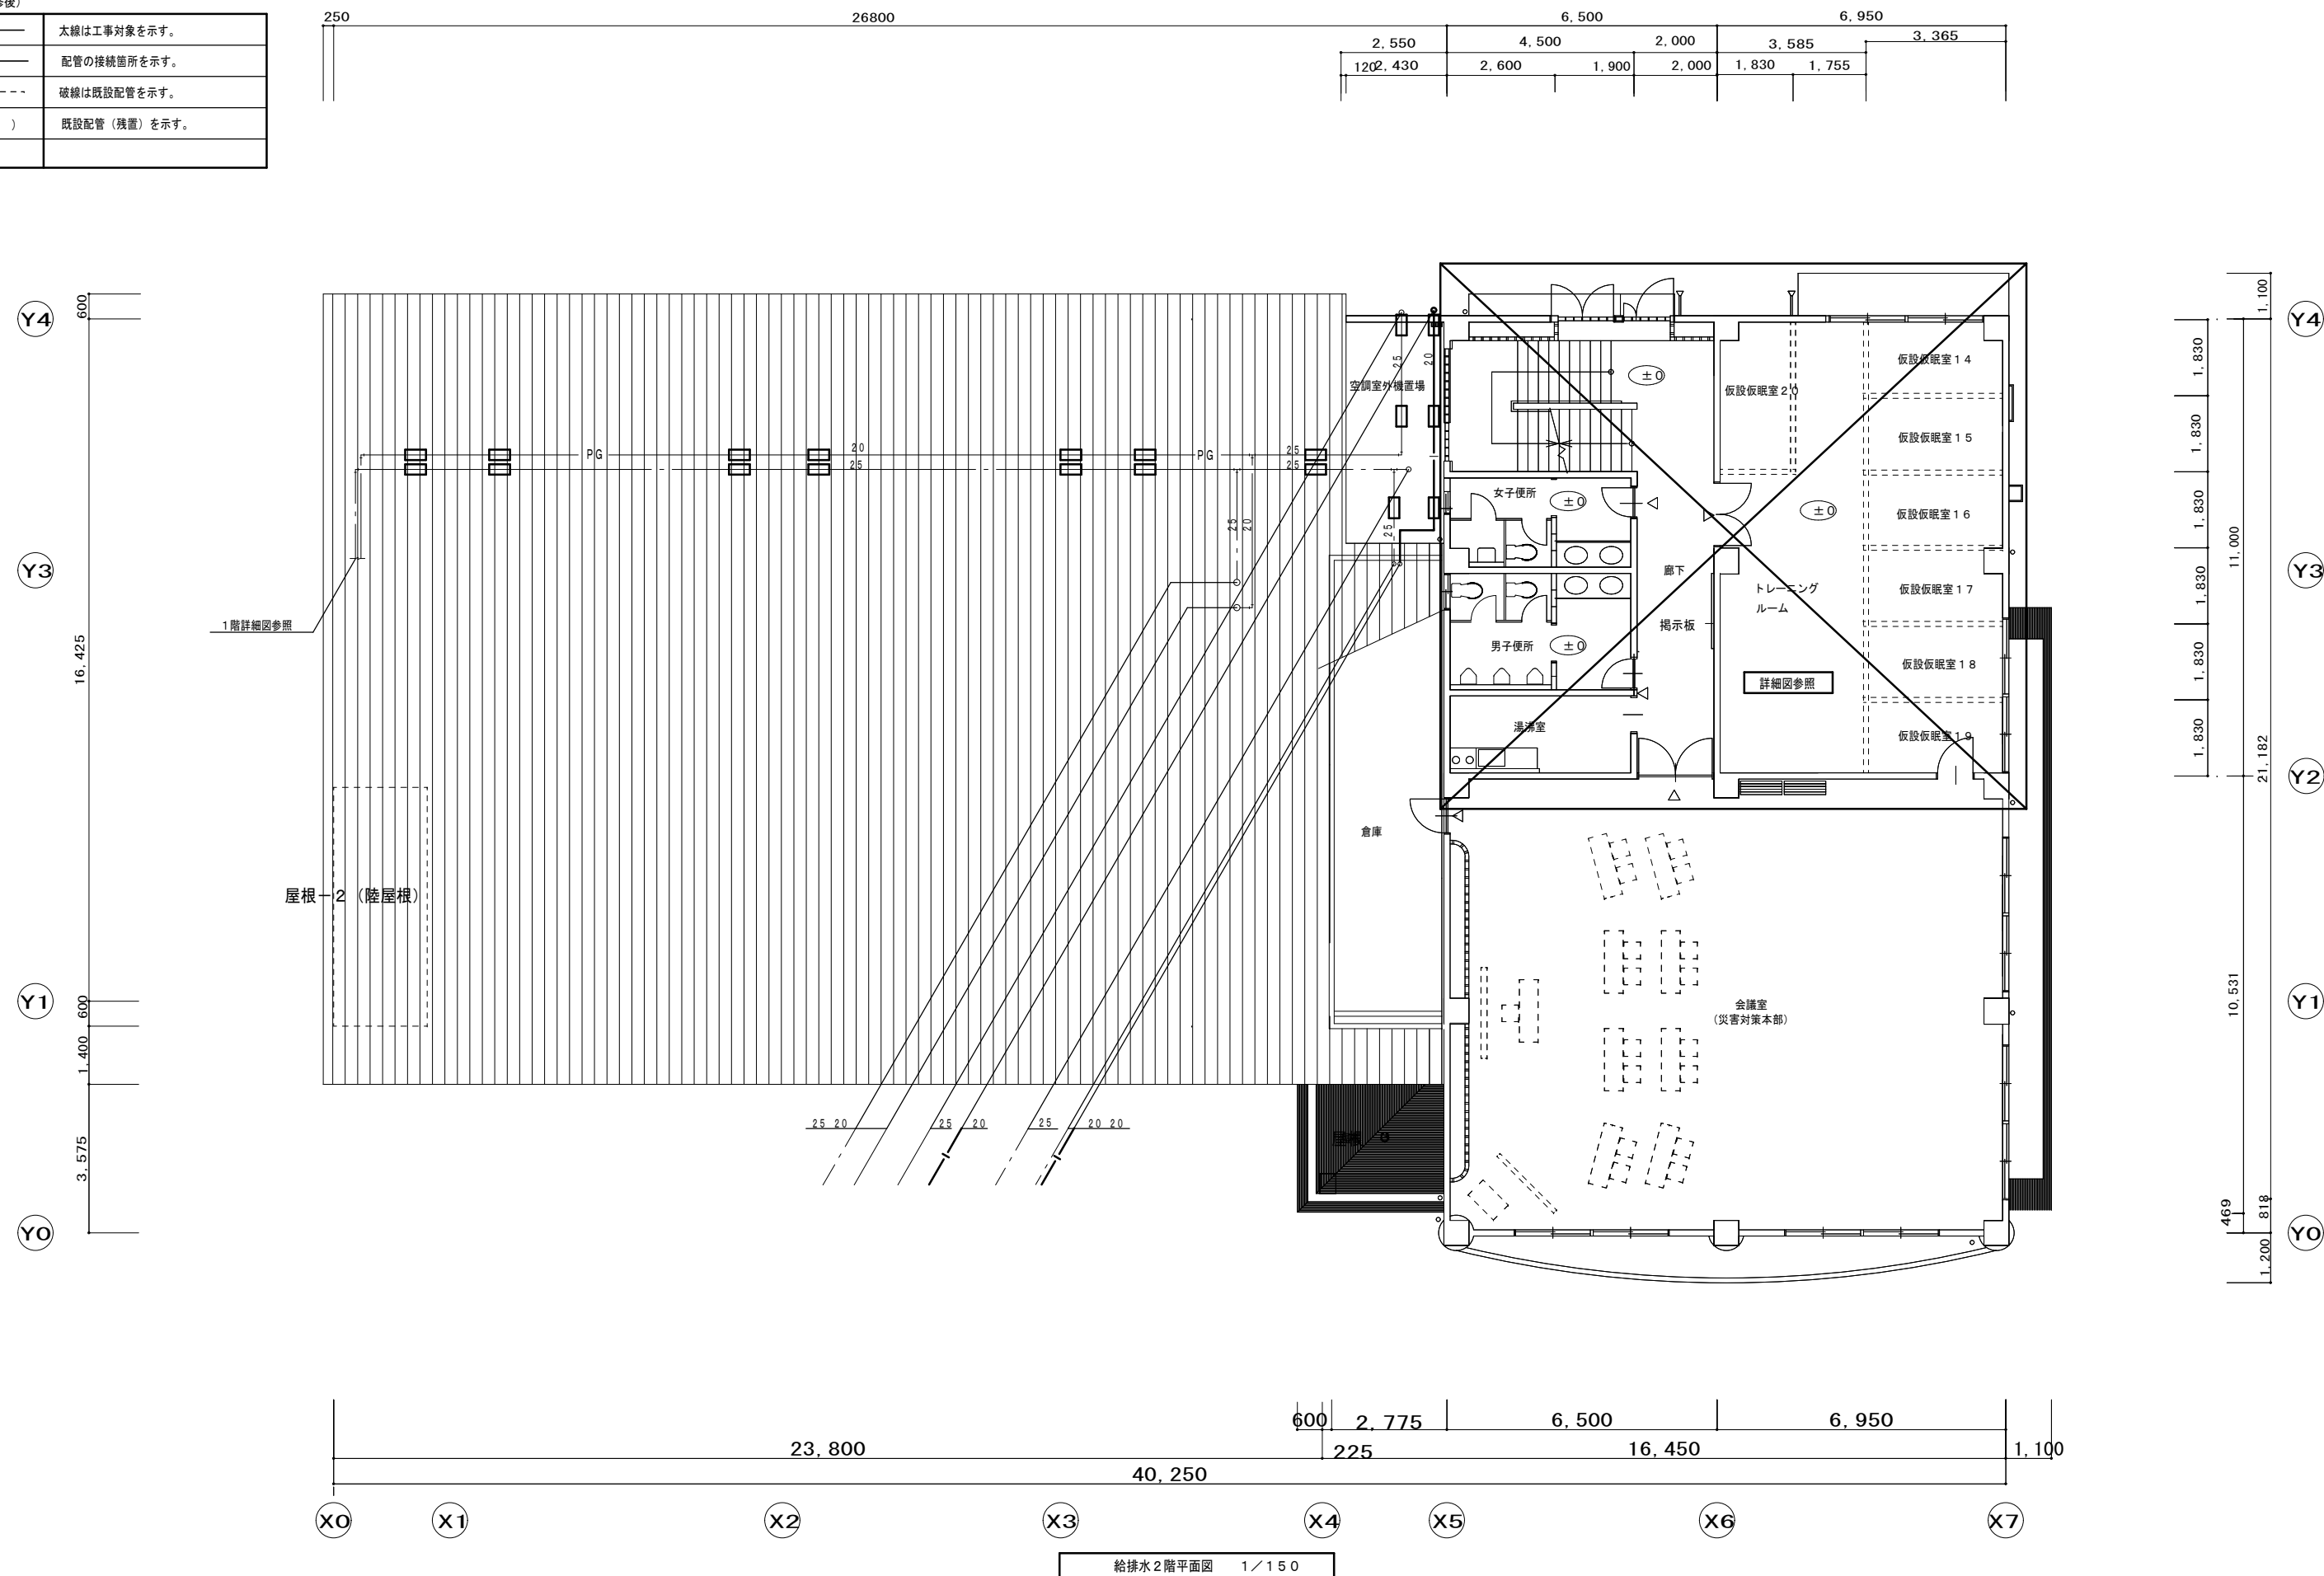 修後）
太線は工事対象を示す。
配管の接続箇所を示す。
破線は既設配管を示す。
） 既設配管（残置）を示す。
250 26800 6,500 6,950
2,550 4,500 2,000 3,585 3,365
120 2,430 2,600 1,900 2,000 1,830 1,755
Y4 600
1,100 Y4
空調室外機置場
25 20
±0
仮設仮眠室20
仮設仮眠室14
1,830
仮設仮眠室15
1,830
PG 20 PG 25
25 25
女子便所 ±0
±0
仮設仮眠室16
1,830
25 20 25
11,000
Y3
Y3
廊下
トレーニング
ルーム
仮設仮眠室17
1,830
1階詳細図参照
掲示板
男子便所 ±0
仮設仮眠室18
1,830
16,425
詳細図参照
湯沸室
仮設仮眠室19
1,830
21,182
Y2
倉庫
屋根－2（陸屋根）
Y1 600
会議室
（災害対策本部）
10,531
Y1
1,400
25 20 25 20 25 20 20
3,575
469 818
Y0
Y0
1,200
600 2,775 6,500 6,950
23,800 225 16,450 1,100
40,250
X0 X1 X2 X3 X4 X5 X6 X7
給排水2階平面図 1／150